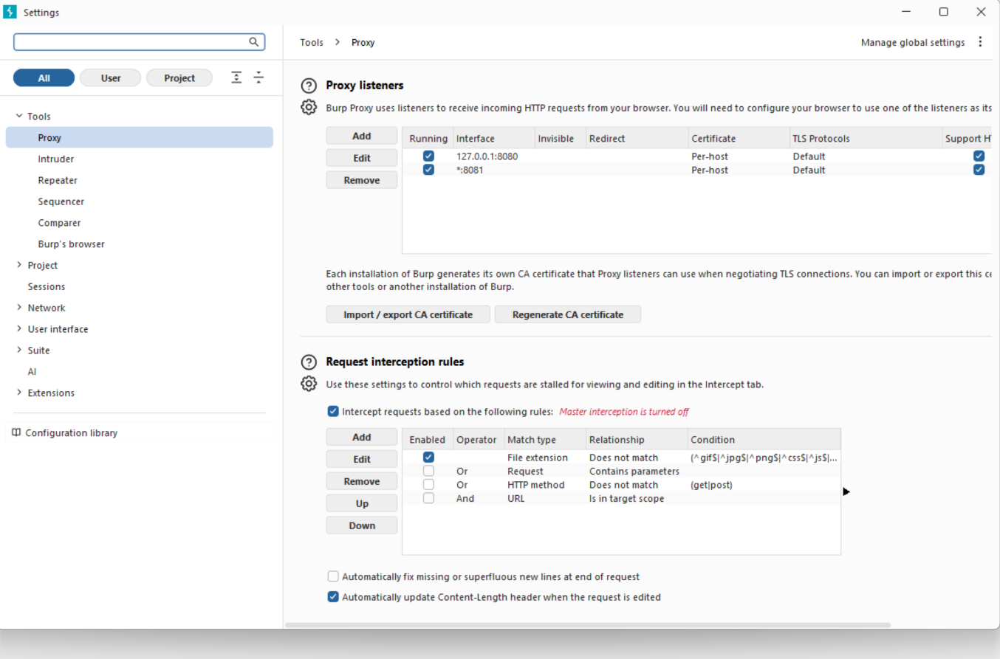 Settings
Tools > Proxy
Manage global settings
All User Project
Tools
Proxy
Intruder
Repeater
Sequencer
Comparer
Burp's browser
Project
Sessions
Network
User interface
Suite
AI
Extensions
Configuration library
Proxy listeners
Burp Proxy uses listeners to receive incoming HTTP requests from your browser. You will need to configure your browser to use one of the listeners as its
Add
Edit
Remove
Running Interface Invisible Redirect Certificate TLS Protocols Support H
127.0.0.1:8080 Per-host Default
*:8081 Per-host Default
Each installation of Burp generates its own CA certificate that Proxy listeners can use when negotiating TLS connections. You can import or export this ce
other tools or another installation of Burp.
Import / export CA certificate Regenerate CA certificate
Request interception rules
Use these settings to control which requests are stalled for viewing and editing in the Intercept tab.
Intercept requests based on the following rules: Master interception is turned off
Add
Edit
Remove
Up
Down
Enabled Operator Match type Relationship Condition
File extension Does not match (^gif$|^jpg$|^png$|^css$|^js$|...
Or Request Contains parameters
Or HTTP method Does not match (get|post)
And URL Is in target scope
Automatically fix missing or superfluous new lines at end of request
Automatically update Content-Length header when the request is edited